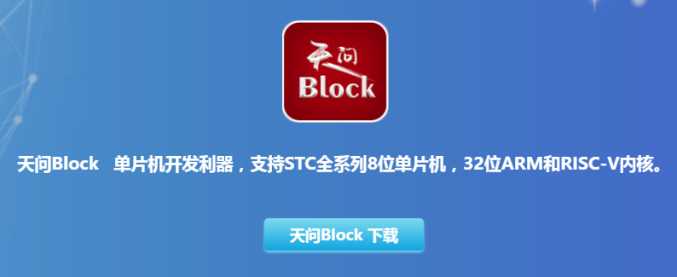 天问
Block
天问Block 单片机开发利器，支持STC全系列8位单片机，32位ARM和RISC-V内核。
天问Block 下载